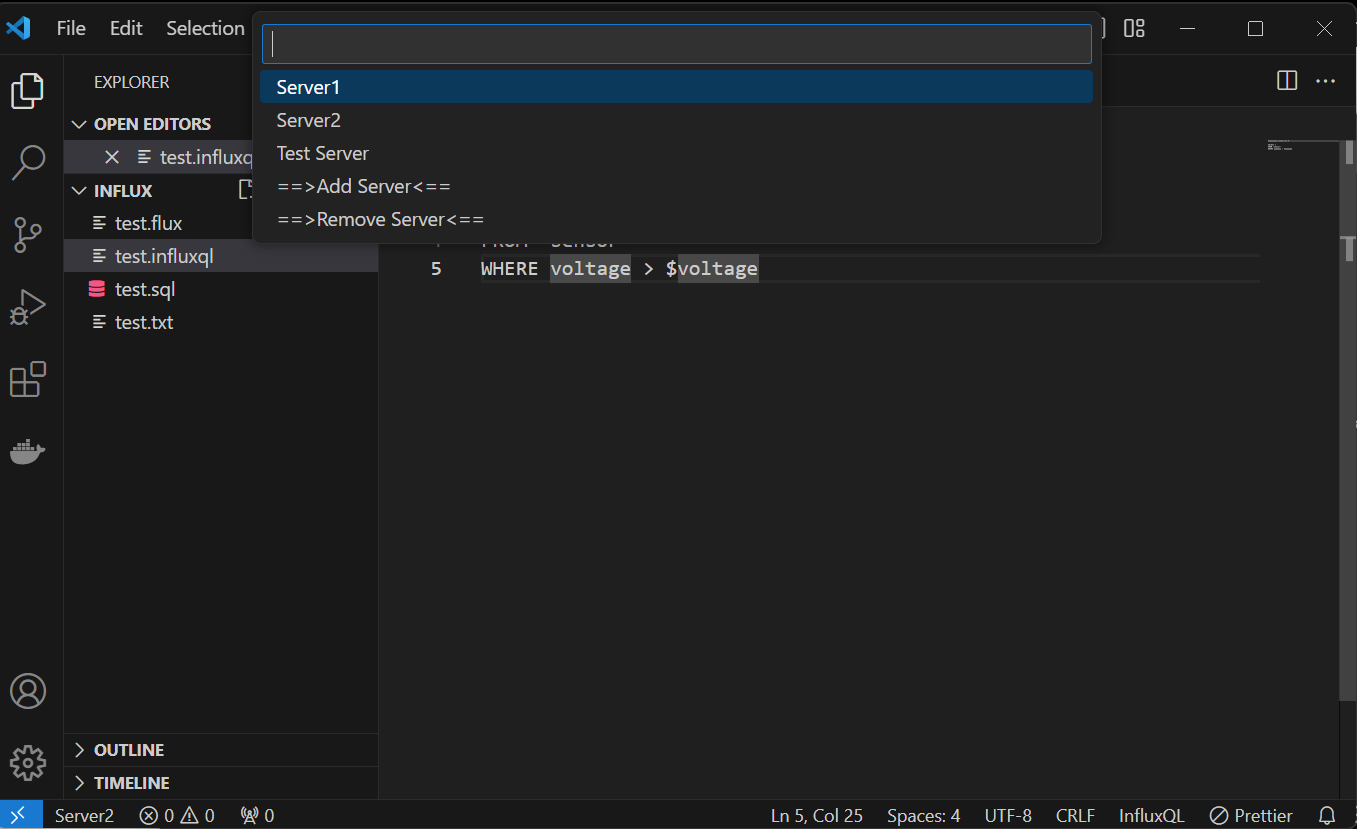 File Edit Selection
EXPLORER
OPEN EDITORS
test.influxq
INFLUX
test.flux
test.influxql
test.sql
test.txt
OUTLINE
TIMELINE
Server1
Server2
Test Server
==>Add Server<==
==>Remove Server<==
5 WHERE voltage > $voltage
Server2 0 0 0 Ln 5, Col 25 Spaces: 4 UTF-8 CRLF InfluxQL Prettier